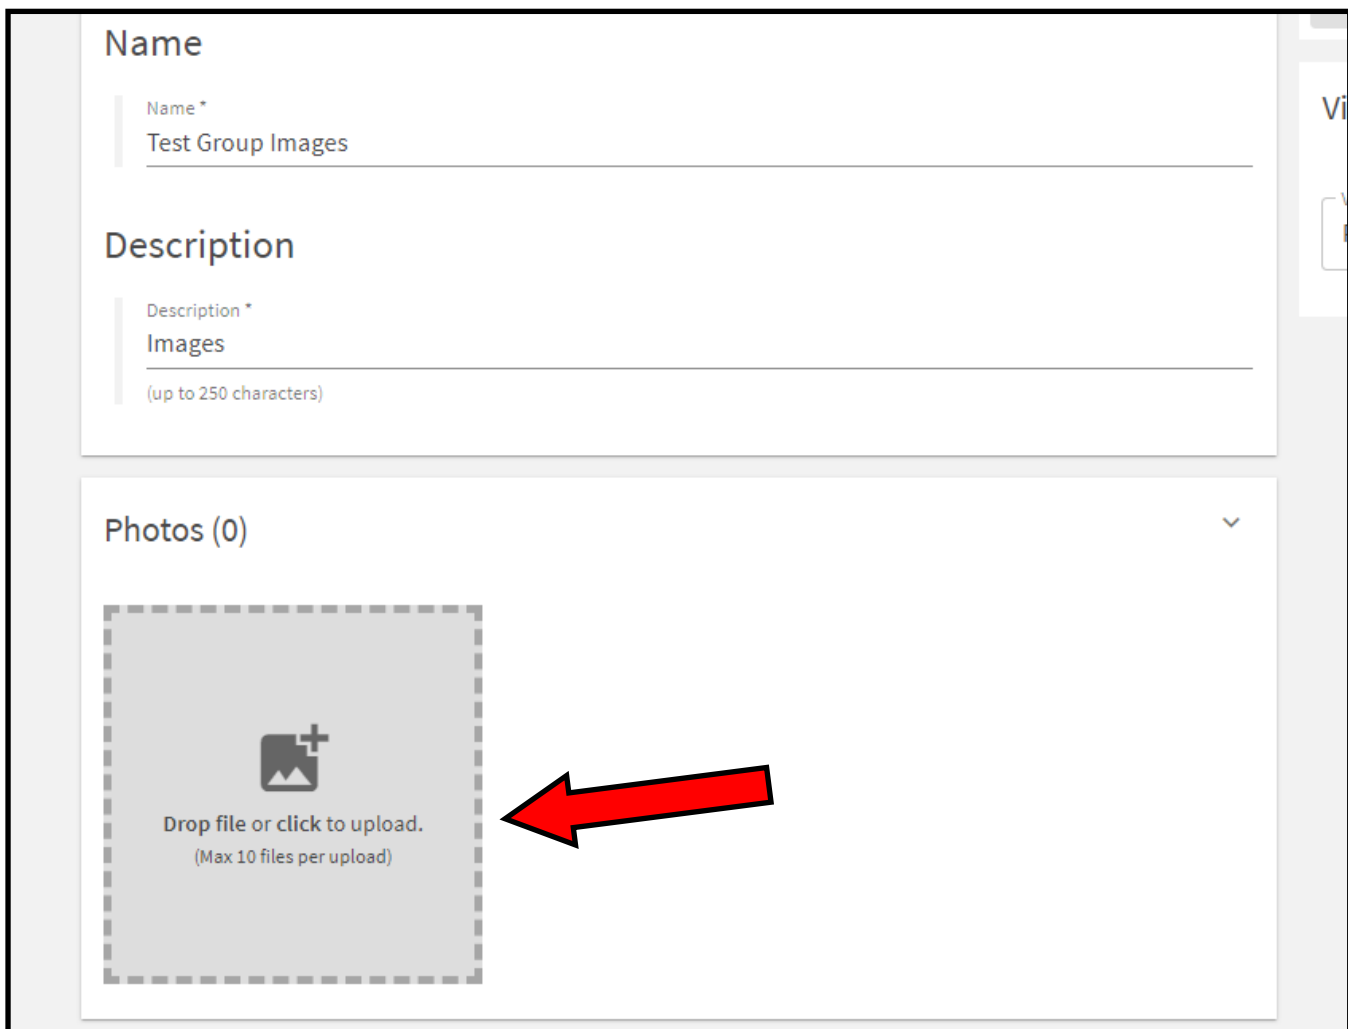 Name
Name *
Test Group Images
Description
Description *
Images
(up to 250 characters)
Photos (0)
Drop file or click to upload.
(Max 10 files per upload)
Vi